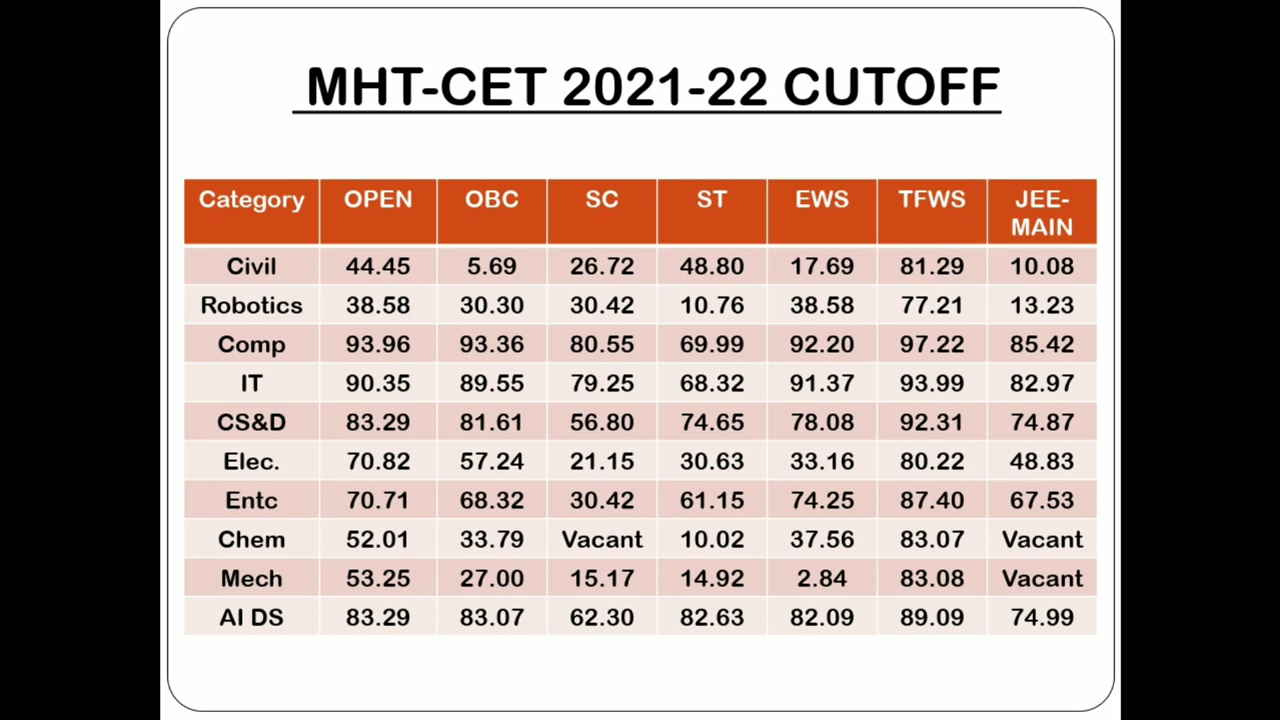 MHT-CET 2021-22 CUTOFF
Category OPEN OBC SC ST EWS TFWS JEE-
MAIN
Civil 44.45 5.69 26.72 48.80 17.69 81.29 10.08
Robotics 38.58 30.30 30.42 10.76 38.58 77.21 13.23
Comp 93.96 93.36 80.55 69.99 92.20 97.22 85.42
IT 90.35 89.55 79.25 68.32 91.37 93.99 82.97
CS&D 83.29 81.61 56.80 74.65 78.08 92.31 74.87
Elec. 70.82 57.24 21.15 30.63 33.16 80.22 48.83
Entc 70.71 68.32 30.42 61.15 74.25 87.40 67.53
Chem 52.01 33.79 Vacant 10.02 37.56 83.07 Vacant
Mech 53.25 27.00 15.17 14.92 2.84 83.08 Vacant
AI DS 83.29 83.07 62.30 82.63 82.09 89.09 74.99